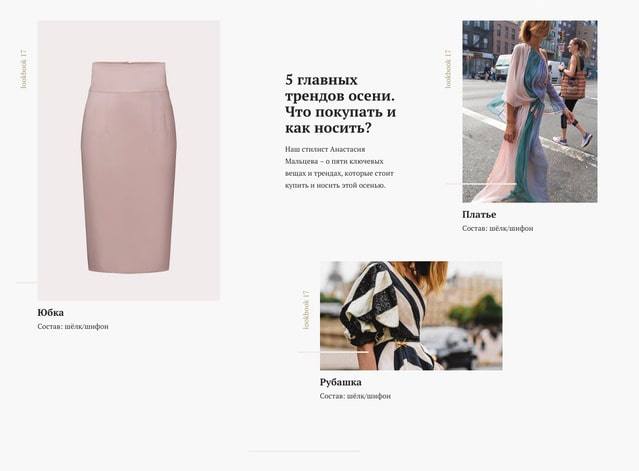 lookbook 17
Юбка
Состав: шёлк/шифон
5 главных
трендов осени.
Что покупать и
как носить?
Наш стилист Анастасия
Мальцева – о пяти ключевых
вещах и трендах, которые стоит
купить и носить этой осенью.
lookbook 17
Платье
Состав: шёлк/шифон
lookbook 17
Рубашка
Состав: шёлк/шифон